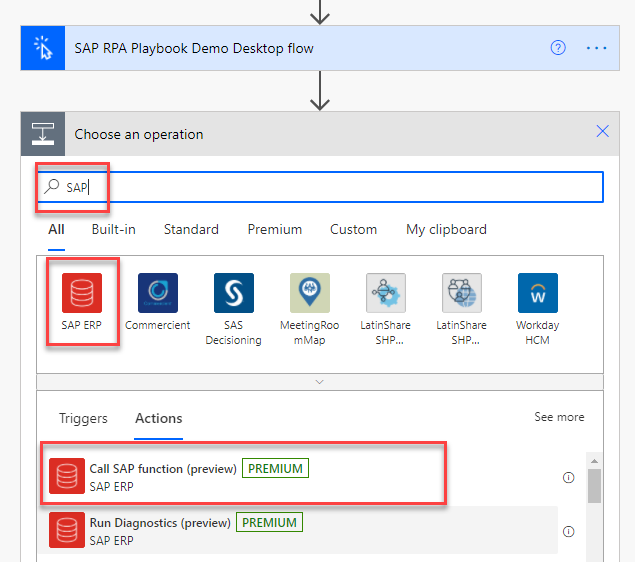 SAP RPA Playbook Demo Desktop flow
Choose an operation
SAP
All Built-in Standard Premium Custom My clipboard
SAP ERP
Commercient
SAS
Decisioning
MeetingRoo
mMap
LatinShare
SHP...
LatinShare
SHP...
Workday
HCM
Triggers Actions See more
Call SAP function (preview) PREMIUM
SAP ERP
Run Diagnostics (preview) PREMIUM
SAP ERP